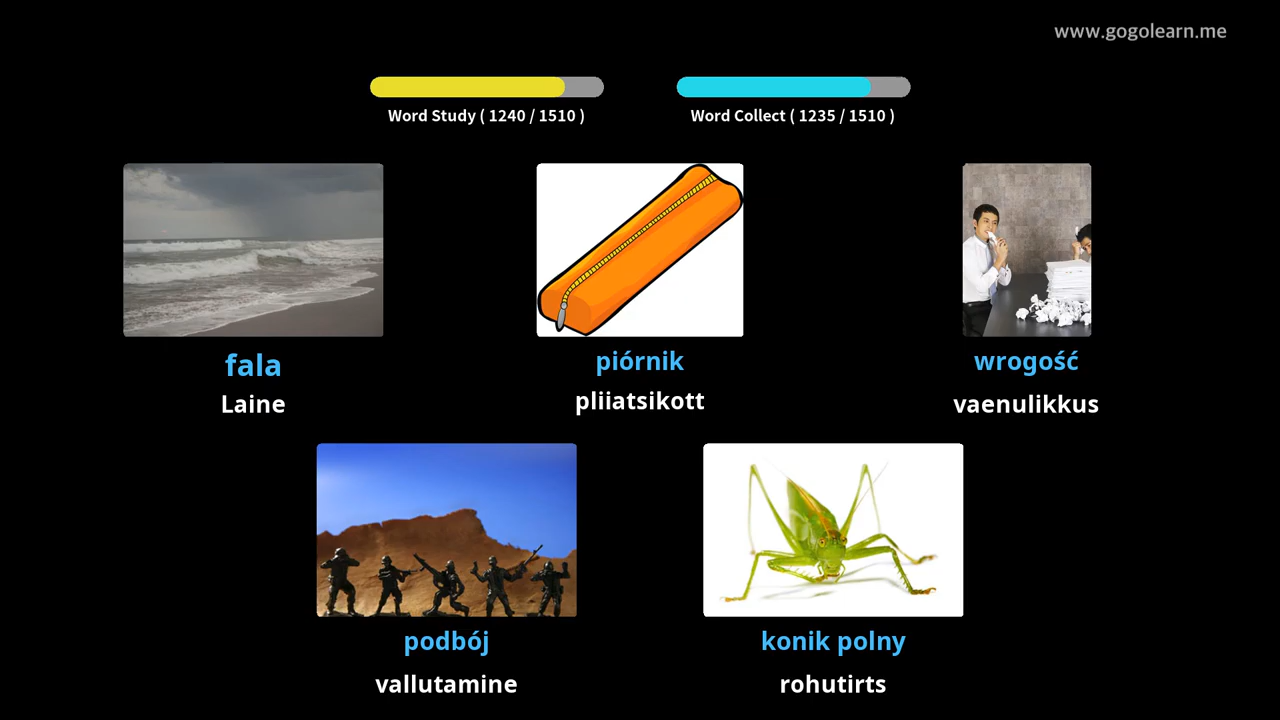 www.gogolearn.me
Word Study ( 1240 / 1510 )
Word Collect ( 1235 / 1510 )
fala
Laine
piórnik
pliiatsikott
wrogość
vaenulikkus
podbój
vallutamine
konik polny
rohutirts